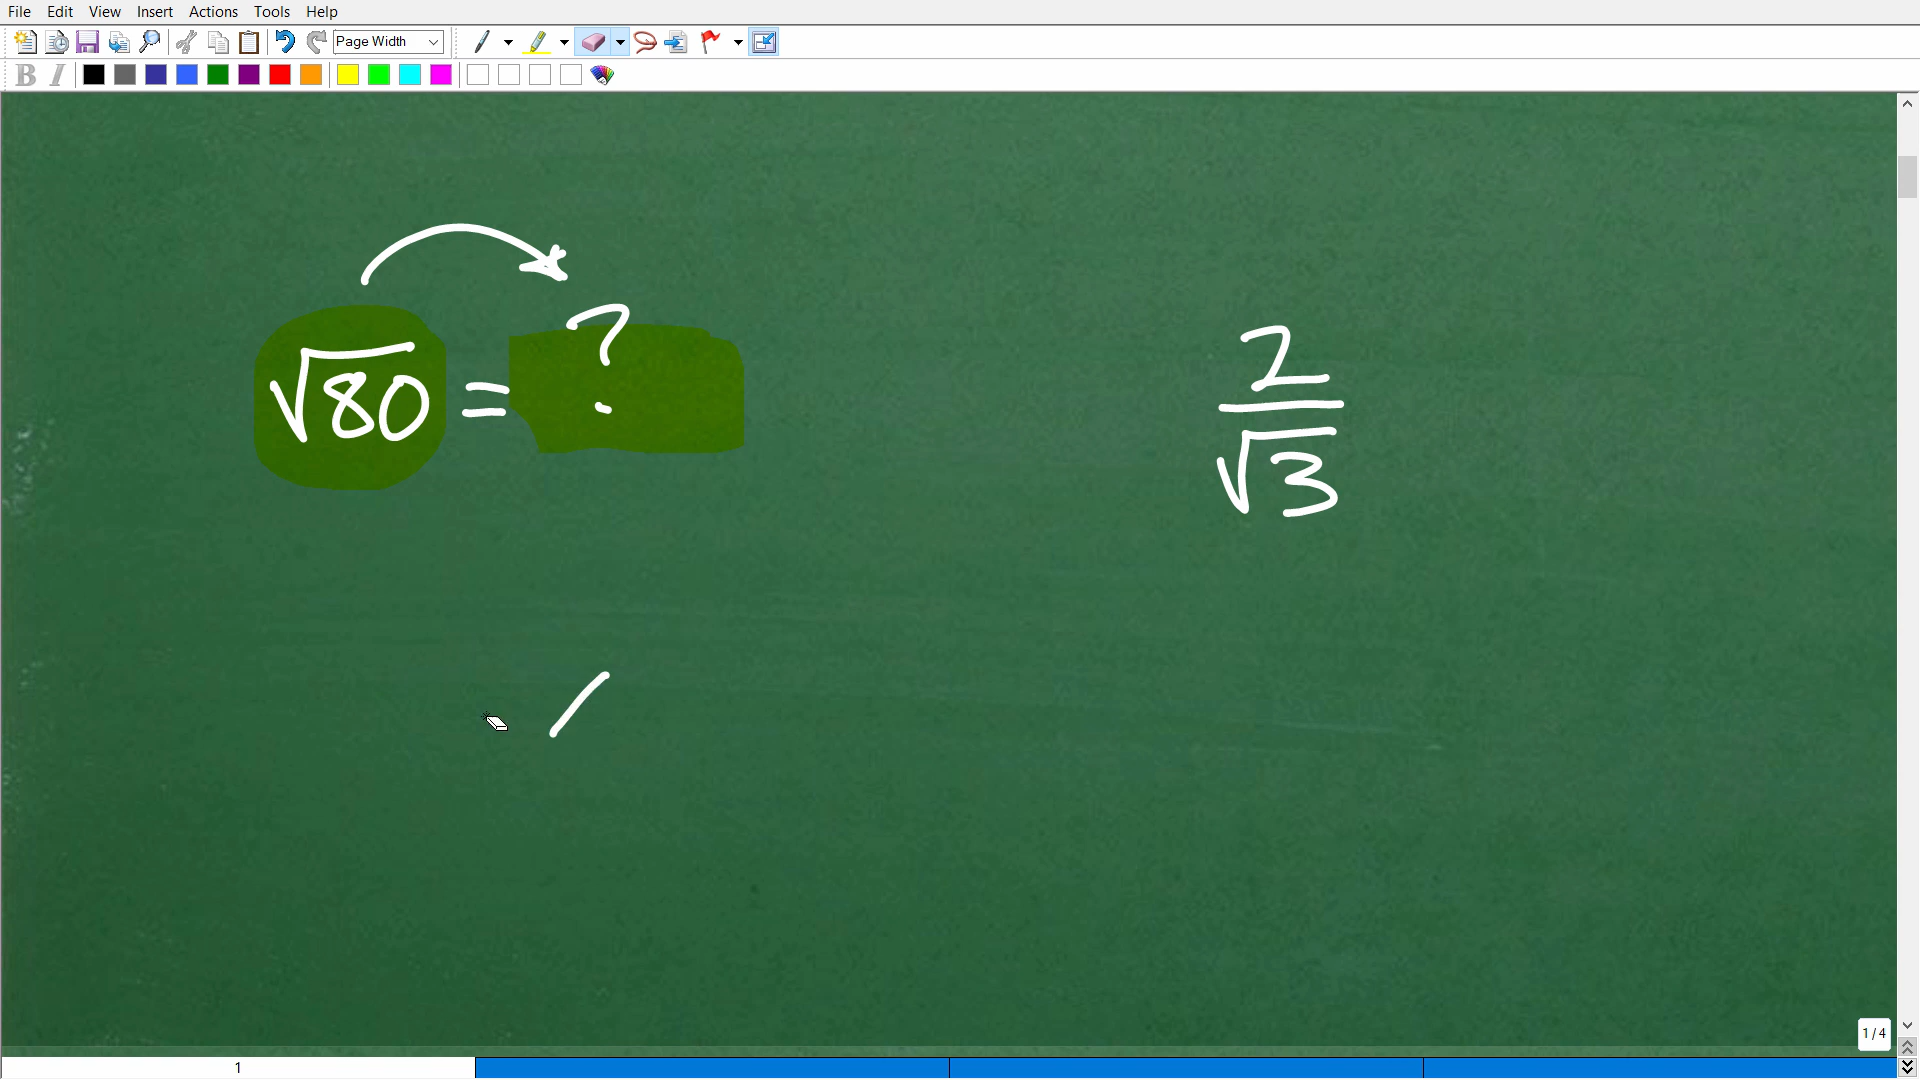 File Edit View Insert Actions Tools Help
Page Width
B I
√80 = ?
2
√3
1 / 4
1